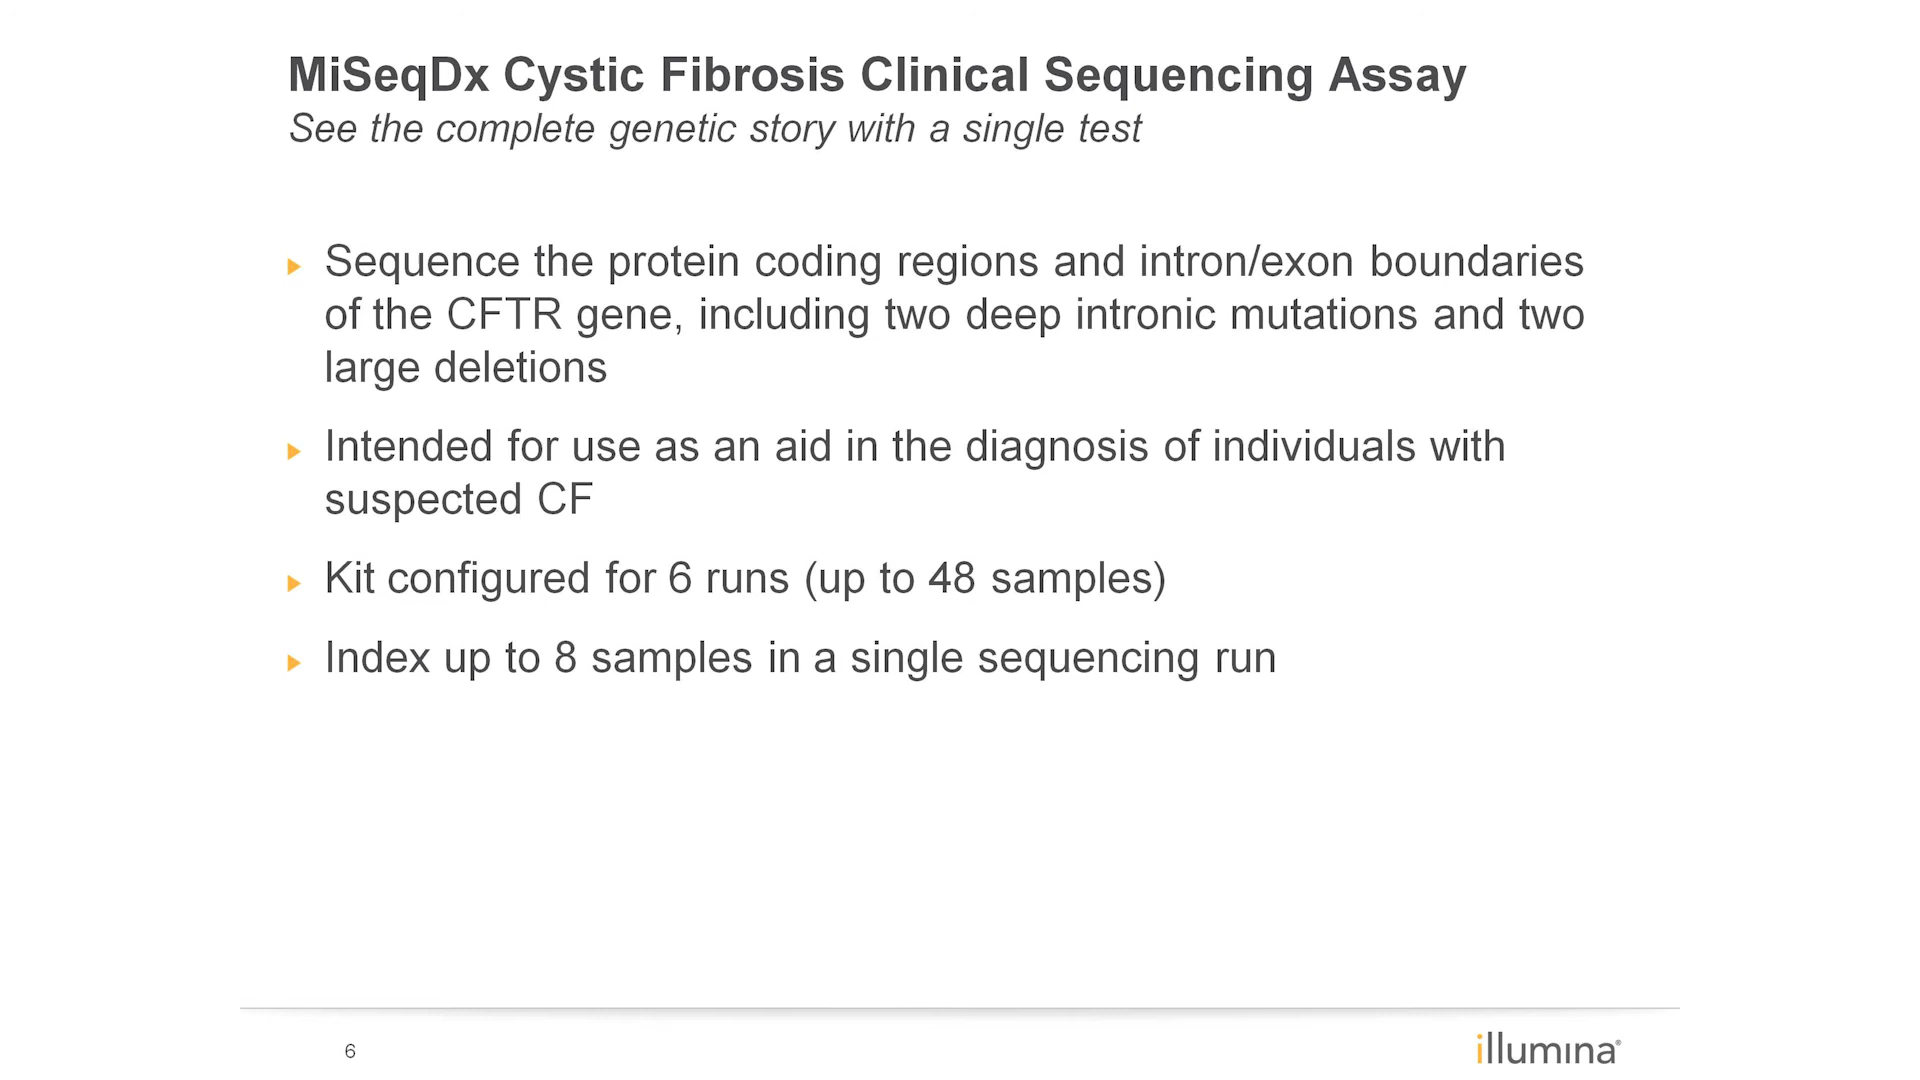 MiSeqDx Cystic Fibrosis Clinical Sequencing Assay
See the complete genetic story with a single test
Sequence the protein coding regions and intron/exon boundaries
of the CFTR gene, including two deep intronic mutations and two
large deletions
Intended for use as an aid in the diagnosis of individuals with
suspected CF
Kit configured for 6 runs (up to 48 samples)
Index up to 8 samples in a single sequencing run
6
illumina®